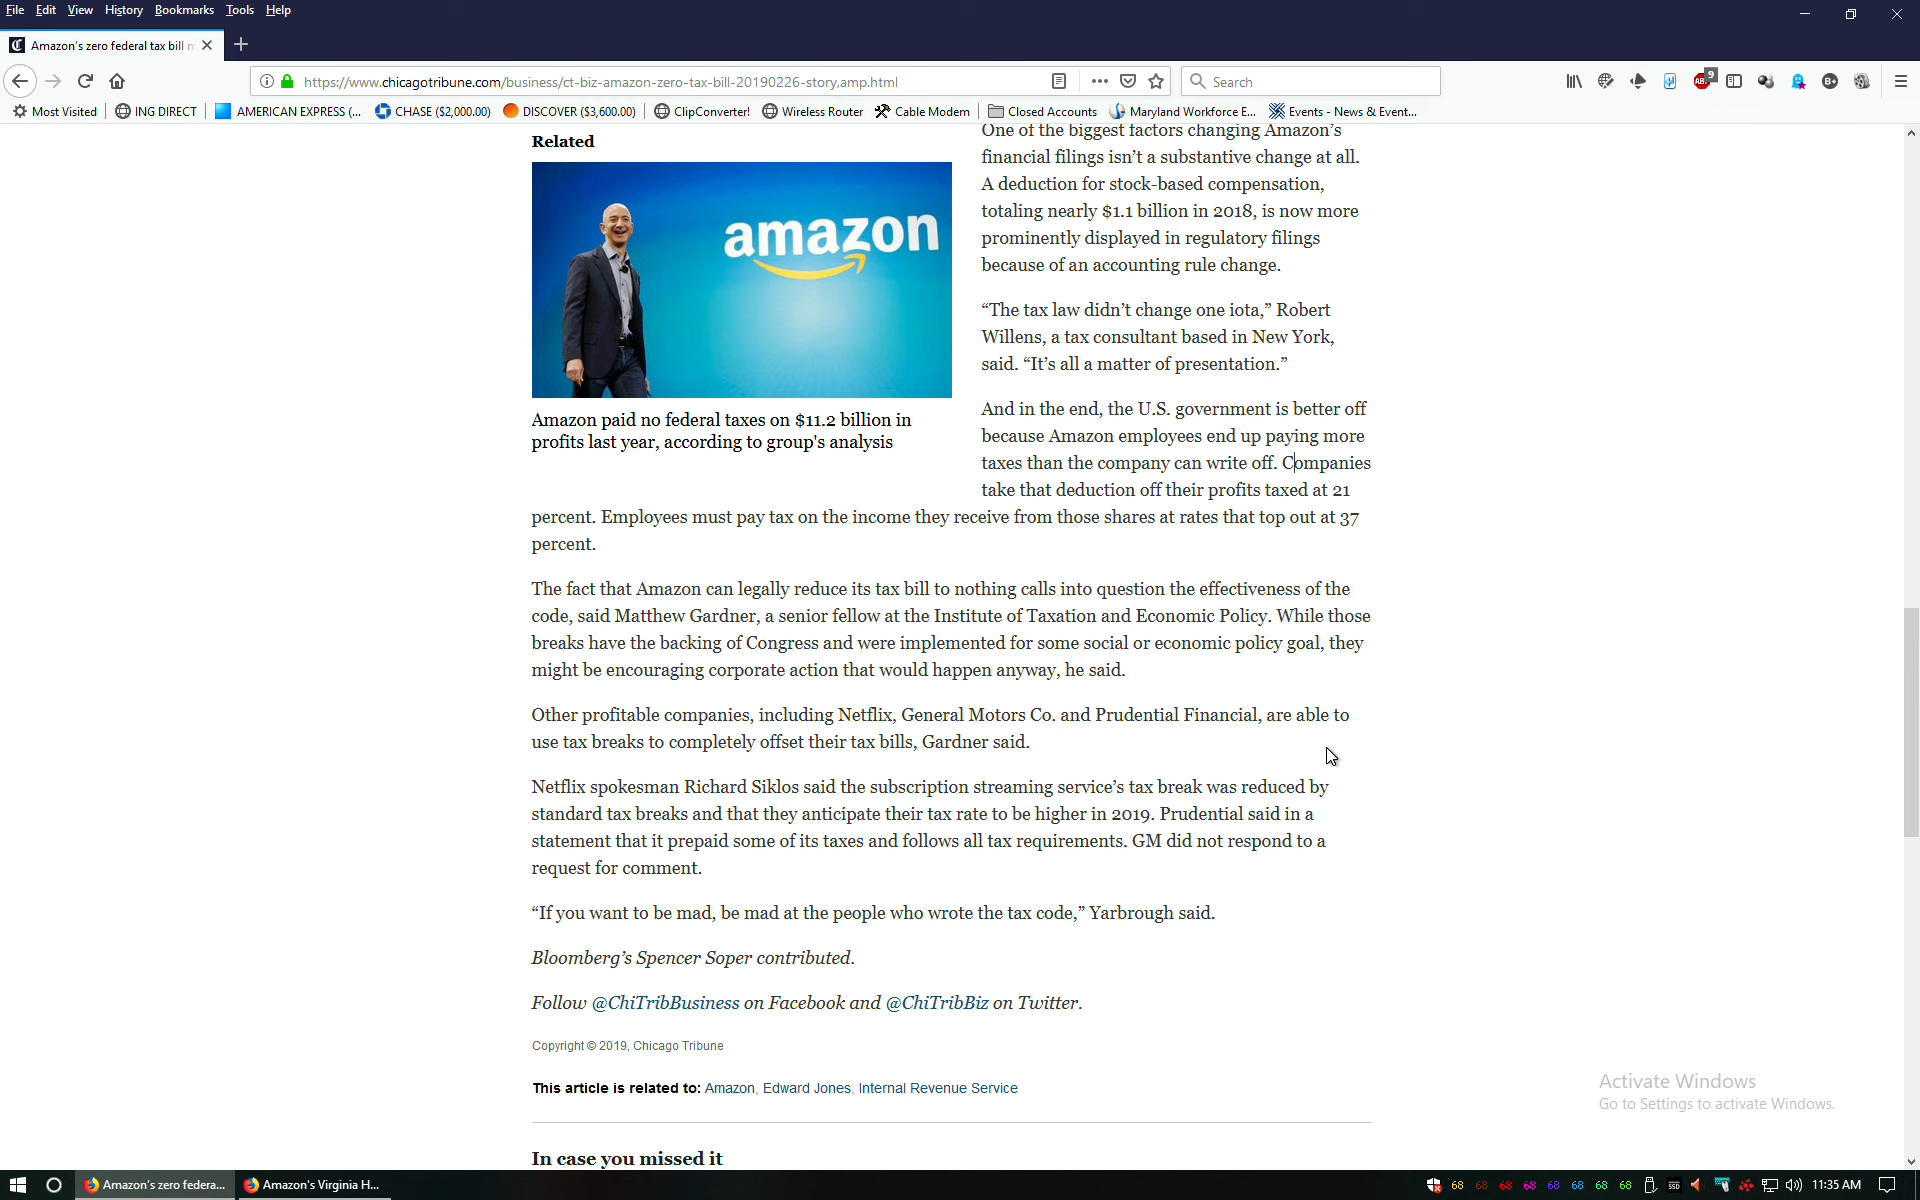 File Edit View History Bookmarks Tools Help
Amazon's zero federal tax bill
https://www.chicagotribune.com/business/ct-biz-amazon-zero-tax-bill-20190226-story,amp.html
Search
ABP 9
B+
Most Visited ING DIRECT AMERICAN EXPRESS (... CHASE ($2,000.00) DISCOVER ($3,600.00) ClipConverter! Wireless Router Cable Modem Closed Accounts Maryland Workforce E... Events - News & Event...
Related
amazon
Amazon paid no federal taxes on $11.2 billion in
profits last year, according to group's analysis
One of the biggest factors changing Amazon’s
financial filings isn’t a substantive change at all.
A deduction for stock-based compensation,
totaling nearly $1.1 billion in 2018, is now more
prominently displayed in regulatory filings
because of an accounting rule change.
“The tax law didn’t change one iota,” Robert
Willens, a tax consultant based in New York,
said. “It’s all a matter of presentation.”
And in the end, the U.S. government is better off
because Amazon employees end up paying more
taxes than the company can write off. Companies
take that deduction off their profits taxed at 21
percent. Employees must pay tax on the income they receive from those shares at rates that top out at 37
percent.
The fact that Amazon can legally reduce its tax bill to nothing calls into question the effectiveness of the
code, said Matthew Gardner, a senior fellow at the Institute of Taxation and Economic Policy. While those
breaks have the backing of Congress and were implemented for some social or economic policy goal, they
might be encouraging corporate action that would happen anyway, he said.
Other profitable companies, including Netflix, General Motors Co. and Prudential Financial, are able to
use tax breaks to completely offset their tax bills, Gardner said.
Netflix spokesman Richard Siklos said the subscription streaming service’s tax break was reduced by
standard tax breaks and that they anticipate their tax rate to be higher in 2019. Prudential said in a
statement that it prepaid some of its taxes and follows all tax requirements. GM did not respond to a
request for comment.
“If you want to be mad, be mad at the people who wrote the tax code,” Yarbrough said.
Bloomberg’s Spencer Soper contributed.
Follow @ChiTribBusiness on Facebook and @ChiTribBiz on Twitter.
Copyright © 2019, Chicago Tribune
This article is related to: Amazon, Edward Jones, Internal Revenue Service
In case you missed it
Activate Windows
Go to Settings to activate Windows.
Amazon's zero federa... Amazon's Virginia H... 68 68 68 68 68 68 68 68 SSD 11:35 AM